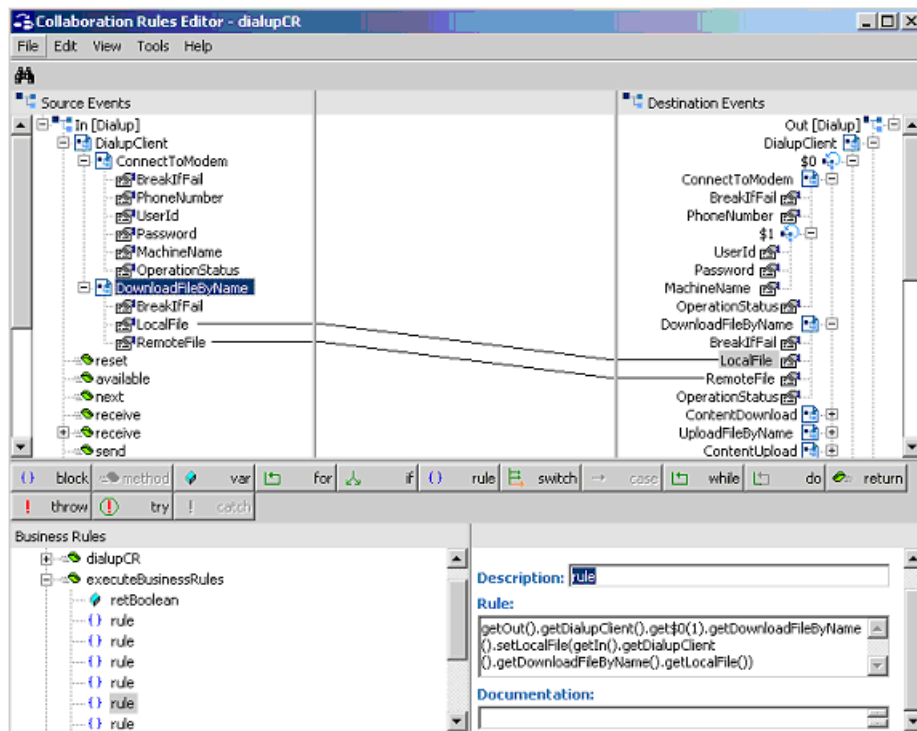 Collaboration Rules Editor - dialupCR
File Edit View Tools Help
Source Events
Destination Events
In [Dialup]
DialupClient
ConnectToModem
BreakIfFail
PhoneNumber
UserId
Password
MachineName
OperationStatus
DownloadFileByName
BreakIfFail
LocalFile
RemoteFile
reset
available
next
receive
receive
send
Out [Dialup]
DialupClient
$0
ConnectToModem
BreakIfFail
PhoneNumber
$1
UserId
Password
MachineName
OperationStatus
DownloadFileByName
BreakIfFail
LocalFile
RemoteFile
OperationStatus
ContentDownload
UploadFileByName
ContentUpload
block method var for if rule switch case while do return
throw try catch
Business Rules
dialupCR
executeBusinessRules
retBoolean
rule
rule
rule
rule
rule
rule
Description: rule
Rule:
getOut().getDialupClient().get$0(1).getDownloadFileByName
().setLocalFile(getIn().getDialupClient
().getDownloadFileByName().getLocalFile())
Documentation: